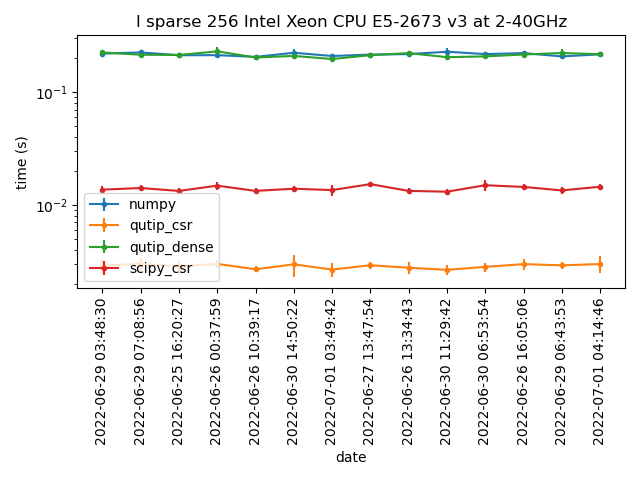 l sparse 256 Intel Xeon CPU E5-2673 v3 at 2-40GHz
time (s)
10⁻¹
10⁻²
numpy
qutip_csr
qutip_dense
scipy_csr
2022-06-29 03:48:30
2022-06-29 07:08:56
2022-06-25 16:20:27
2022-06-26 00:37:59
2022-06-26 10:39:17
2022-06-30 14:50:22
2022-07-01 03:49:42
2022-06-27 13:47:54
2022-06-26 13:34:43
2022-06-30 11:29:42
2022-06-30 06:53:54
2022-06-26 16:05:06
2022-06-29 06:43:53
2022-07-01 04:14:46
date